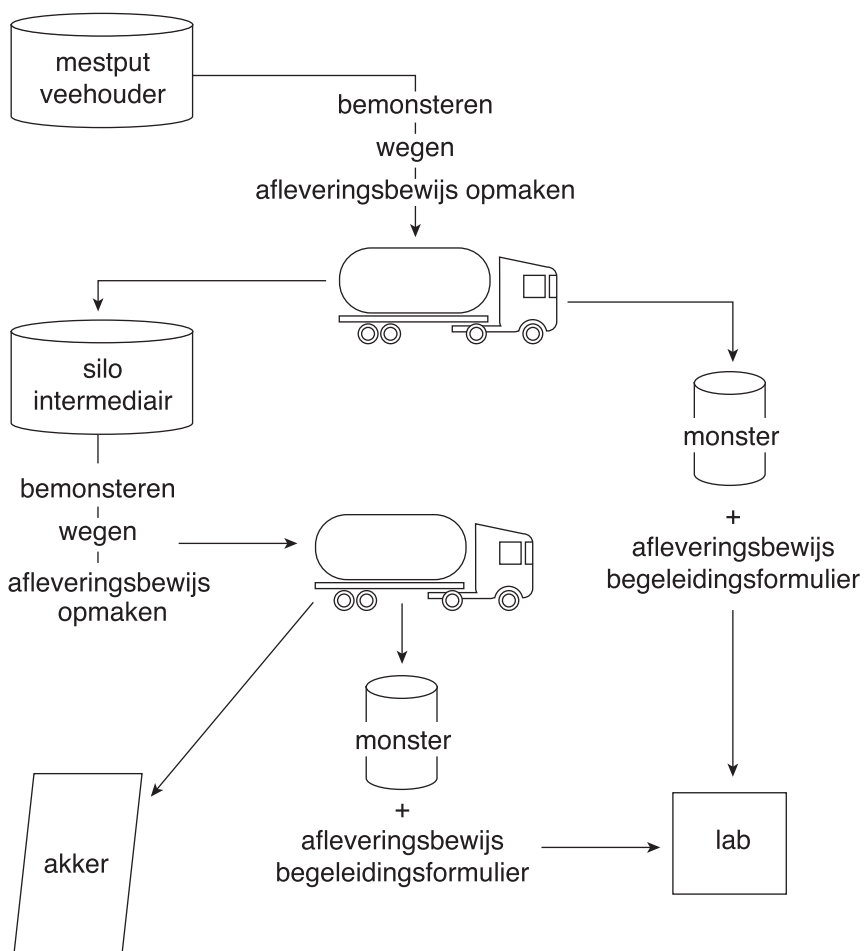 mestput
veehouder
bemonsteren
wegen
afleveringsbewijs opmaken
silo
intermediair
monster
bemonsteren
wegen
afleveringsbewijs
opmaken
+
afleveringsbewijs
begeleidingsformulier
monster
+
afleveringsbewijs
begeleidingsformulier
lab
akker